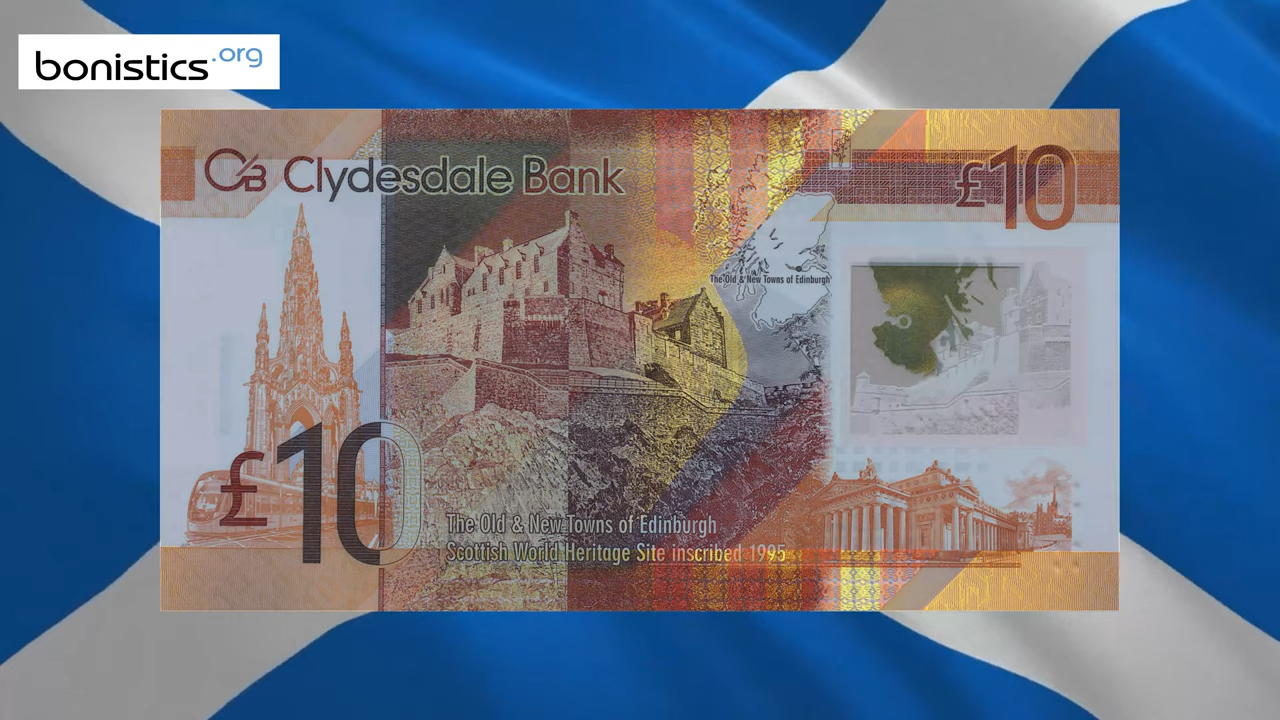 bonistics.org
CB Clydesdale Bank
£10
The Old & New Towns of Edinburgh
£10
The Old & New Towns of Edinburgh
Scottish World Heritage Site inscribed 1995